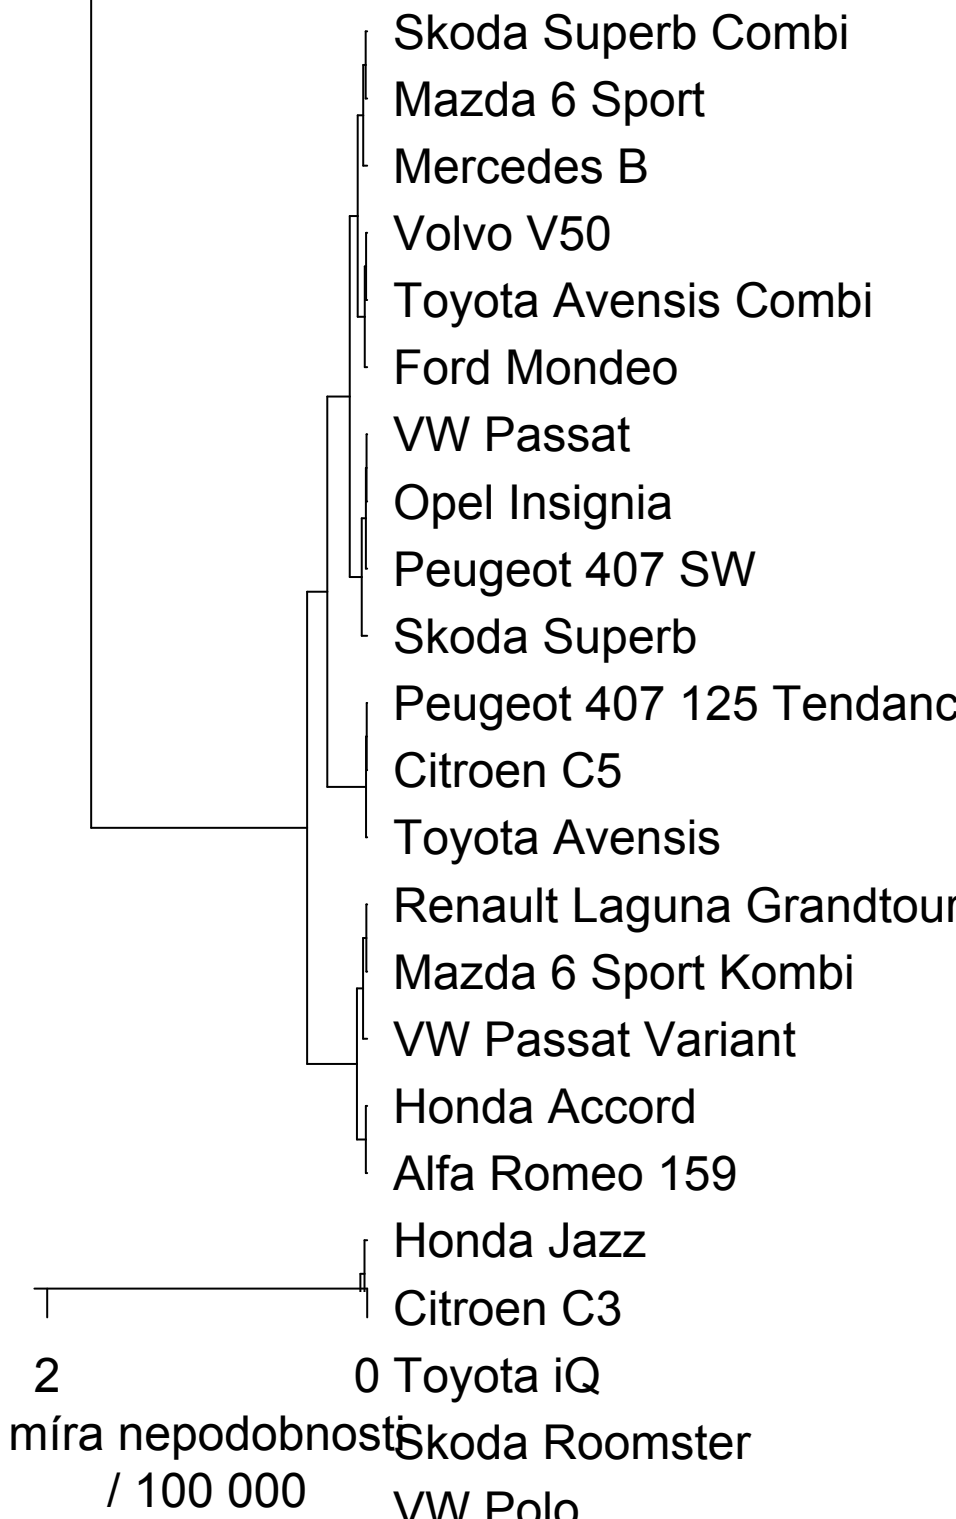 Skoda Superb Combi
Mazda 6 Sport
Mercedes B
Volvo V50
Toyota Avensis Combi
Ford Mondeo
VW Passat
Opel Insignia
Peugeot 407 SW
Skoda Superb
Peugeot 407 125 Tendanc
Citroen C5
Toyota Avensis
Renault Laguna Grandtour
Mazda 6 Sport Kombi
VW Passat Variant
Honda Accord
Alfa Romeo 159
Honda Jazz
Citroen C3
2 0 Toyota iQ
míra nepodobnosti Skoda Roomster
/ 100 000
VW Polo